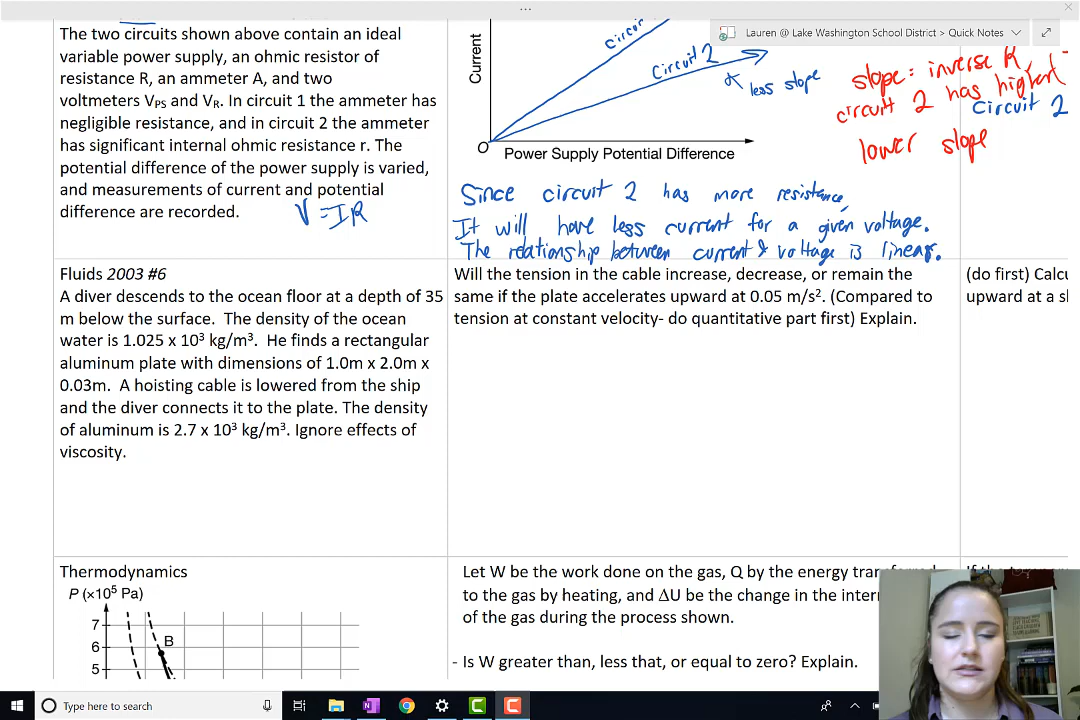 Lauren @ Lake Washington School District > Quick Notes
The two circuits shown above contain an ideal
variable power supply, an ohmic resistor of
resistance R, an ammeter A, and two
voltmeters VPS and VR. In circuit 1 the ammeter has
negligible resistance, and in circuit 2 the ammeter
has significant internal ohmic resistance r. The
potential difference of the power supply is varied,
and measurements of current and potential
difference are recorded.
V = IR
Current
Circuit 2
less slope
O
Power Supply Potential Difference
slope: inverse R,
circuit 2 has highest
circuit 2
lower slope
Since circuit 2 has more resistance,
It will have less current for a given voltage.
The relationship between current & voltage is linear.
Fluids 2003 #6
A diver descends to the ocean floor at a depth of 35
m below the surface. The density of the ocean
water is 1.025 x 10³ kg/m³. He finds a rectangular
aluminum plate with dimensions of 1.0m x 2.0m x
0.03m. A hoisting cable is lowered from the ship
and the diver connects it to the plate. The density
of aluminum is 2.7 x 10³ kg/m³. Ignore effects of
viscosity.
Will the tension in the cable increase, decrease, or remain the
same if the plate accelerates upward at 0.05 m/s². (Compared to
tension at constant velocity- do quantitative part first) Explain.
(do first)
upward at a
Thermodynamics
P (×10⁵ Pa)
7
6
5
B
Let W be the work done on the gas, Q by the energy
to the gas by heating, and ΔU be the change in the
of the gas during the process shown.
- Is W greater than, less that, or equal to zero? Explain.
Type here to search